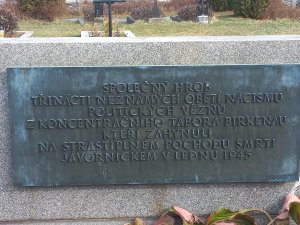 SPOLEČNÝ HROB
TŘINÁCTI NEZNÁMÝCH OBĚTÍ NACISMU
POLITICKÝCH VĚZŇŮ
Z KONCENTRAČNÍHO TÁBORA BIRKENAU
KTEŘÍ ZAHYNULI
NA STRASTIPLNÉM POCHODU SMRTI
JAVORNICKEM V LEDNU 1945